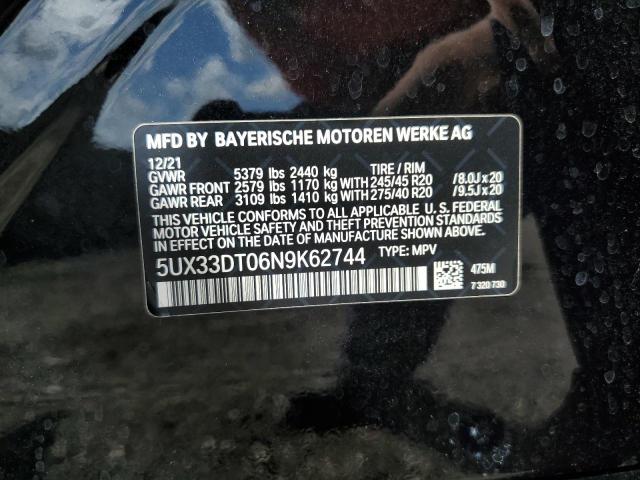 MFD BY BAYERISCHE MOTOREN WERKE AG
12/21
GVWR 5379 lbs 2440 kg TIRE / RIM
GAWR FRONT 2579 lbs 1170 kg WITH 245/45 R20 /8.0J x 20
GAWR REAR 3109 lbs 1410 kg WITH 275/40 R20 /9.5J x 20
THIS VEHICLE CONFORMS TO ALL APPLICABLE U. S. FEDERAL
MOTOR VEHICLE SAFETY AND THEFT PREVENTION STANDARDS
IN EFFECT ON THE DATE OF MANUFACTURE SHOWN ABOVE.
5UX33DT06N9K62744 TYPE: MPV
475M
7 320 730